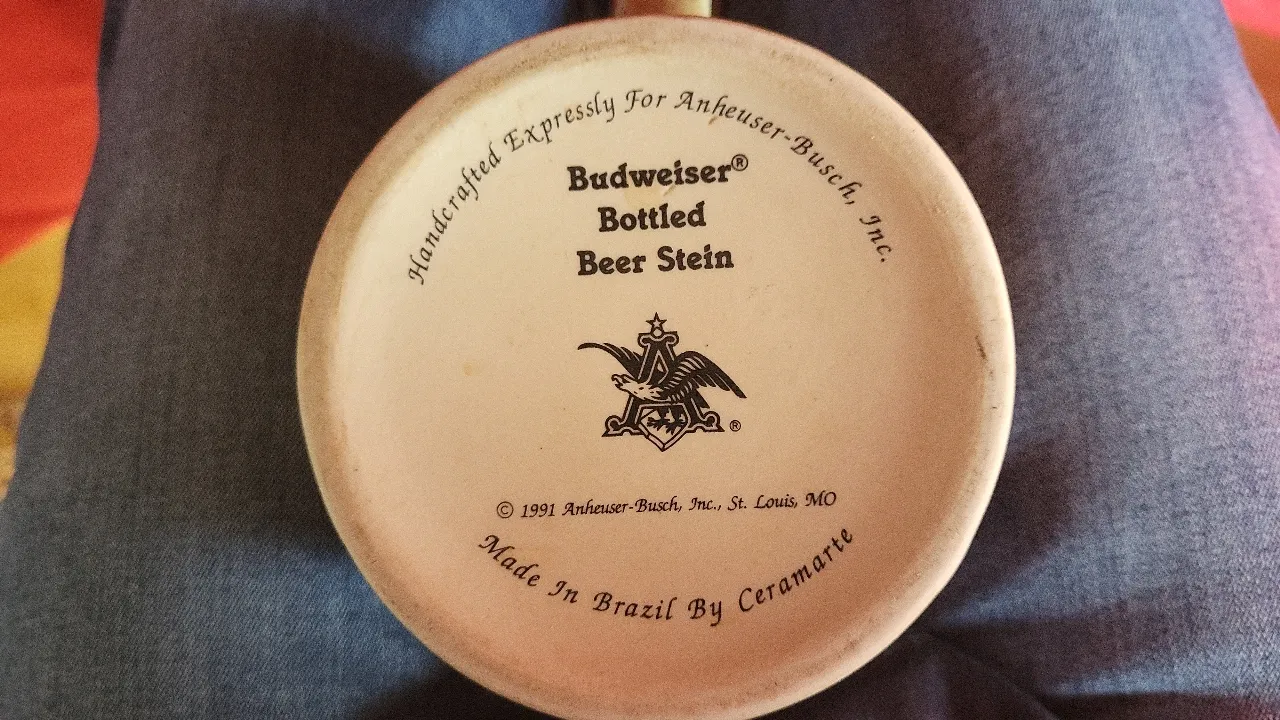 Handcrafted Expressly For Anheuser-Busch, Inc.
Budweiser®
Bottled
Beer Stein
A
®
© 1991 Anheuser-Busch, Inc., St. Louis, MO
Made In Brazil By Ceramarte